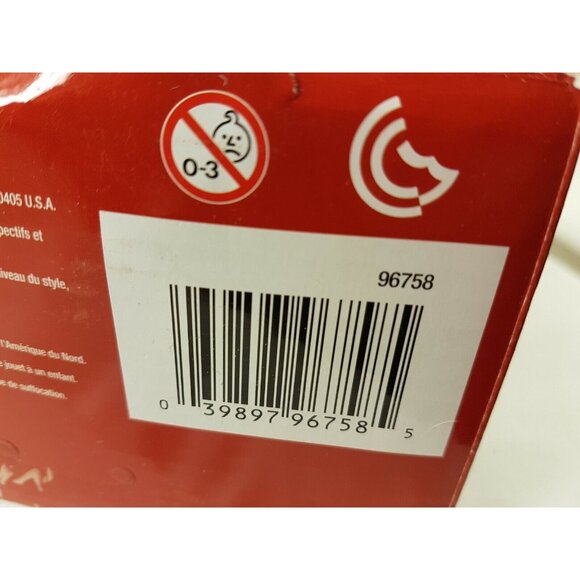 0-3
0405 U.S.A.
pectifs et
iveau du style,
l'Amérique du Nord.
jouet à un enfant.
de suffocation.
96758
0 39897 96758 5